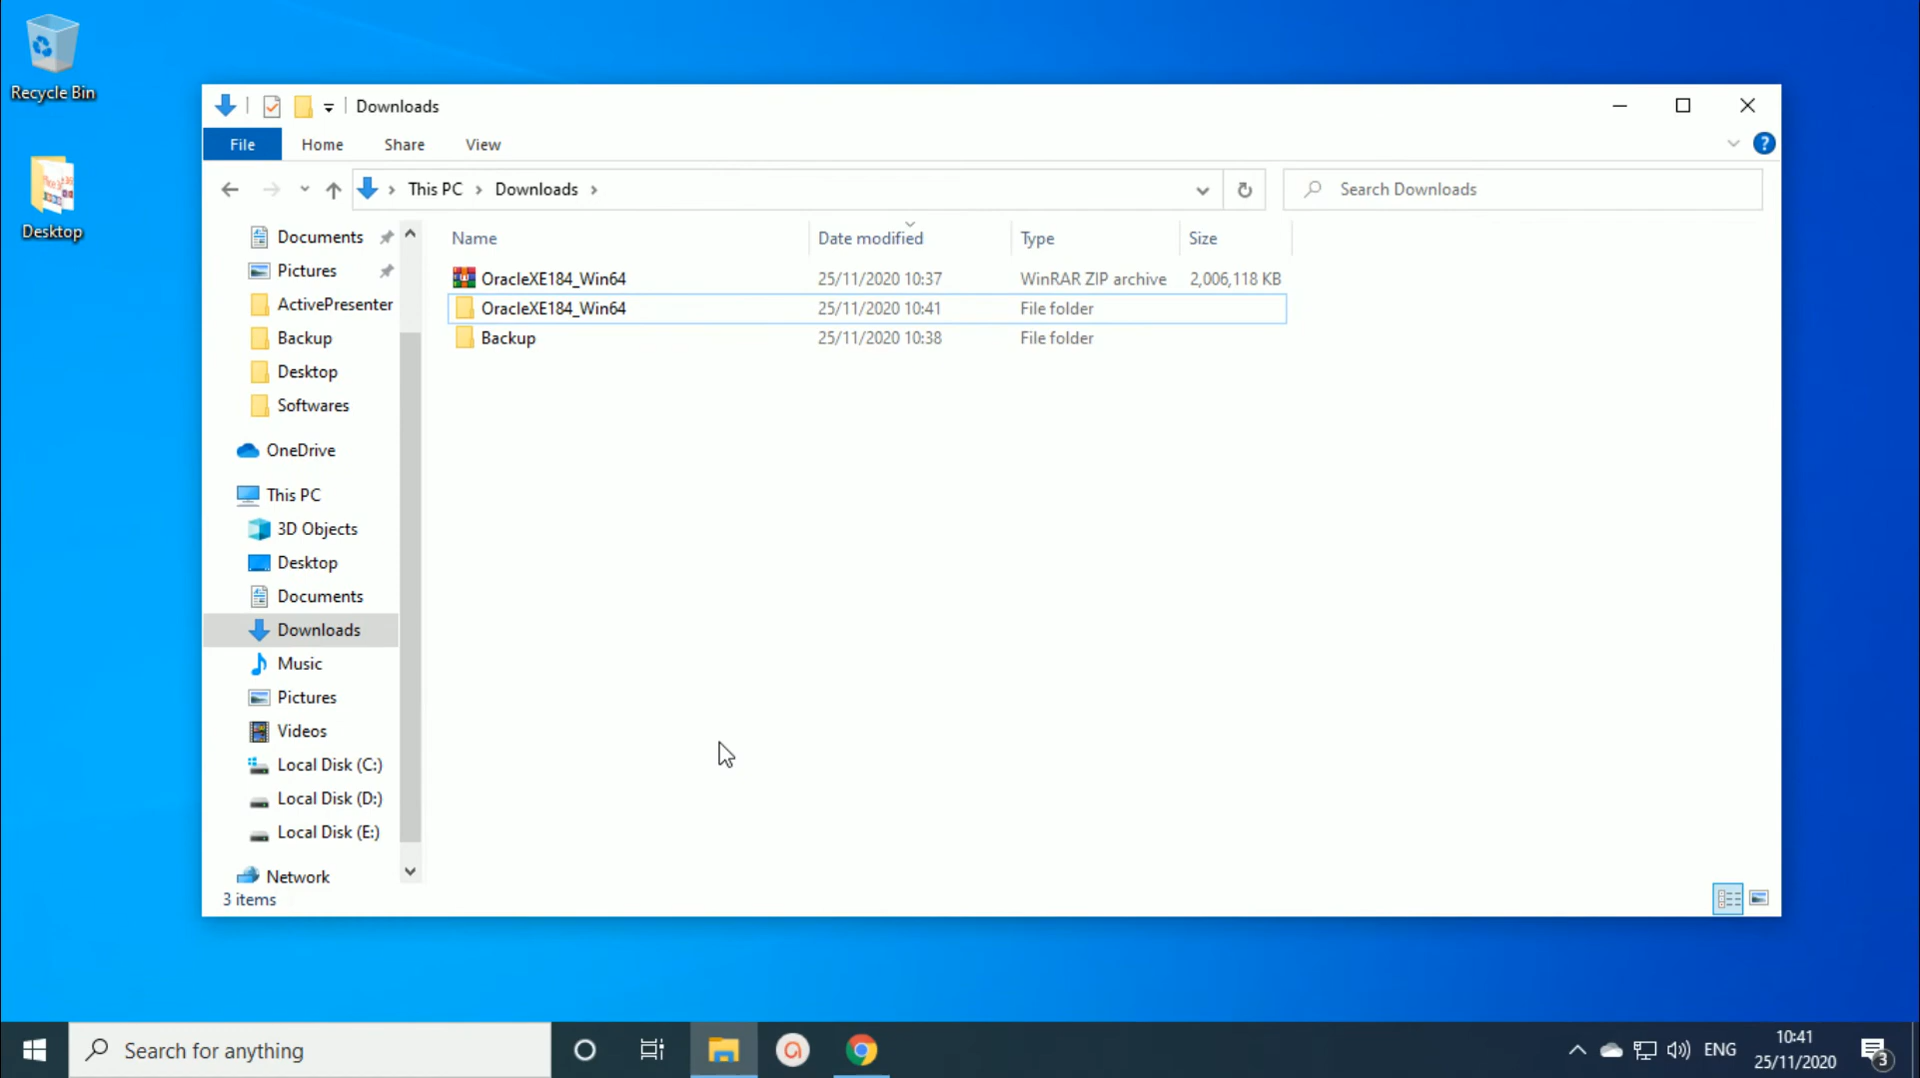 Recycle Bin
Desktop
Downloads
File Home Share View
This PC Downloads
Search Downloads
Documents
Pictures
ActivePresenter
Backup
Desktop
Softwares
OneDrive
This PC
3D Objects
Desktop
Documents
Downloads
Music
Pictures
Videos
Local Disk (C:)
Local Disk (D:)
Local Disk (E:)
Network
3 items
Name Date modified Type Size
OracleXE184_Win64 25/11/2020 10:37 WinRAR ZIP archive 2,006,118 KB
OracleXE184_Win64 25/11/2020 10:41 File folder
Backup 25/11/2020 10:38 File folder
Search for anything
ENG
10:41
25/11/2020
3